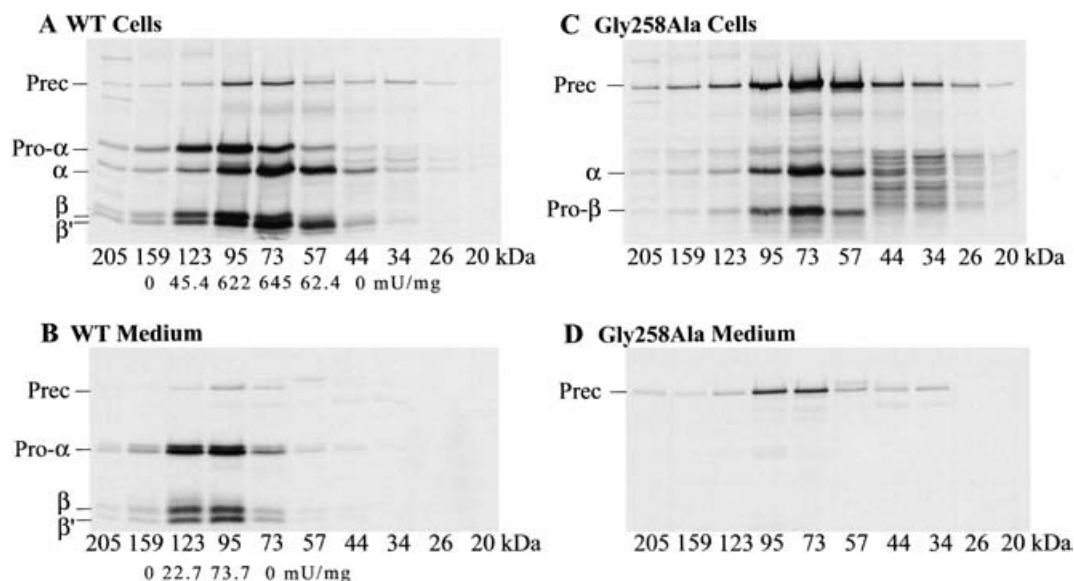 A WT Cells
Prec
Pro-α
α
β
β'
205 159 123 95 73 57 44 34 26 20 kDa
0 45.4 622 645 62.4 0 mU/mg
B WT Medium
Prec
Pro-α
β
β'
205 159 123 95 73 57 44 34 26 20 kDa
0 22.7 73.7 0 mU/mg
C Gly258Ala Cells
Prec
α
Pro-β
205 159 123 95 73 57 44 34 26 20 kDa
D Gly258Ala Medium
Prec
205 159 123 95 73 57 44 34 26 20 kDa